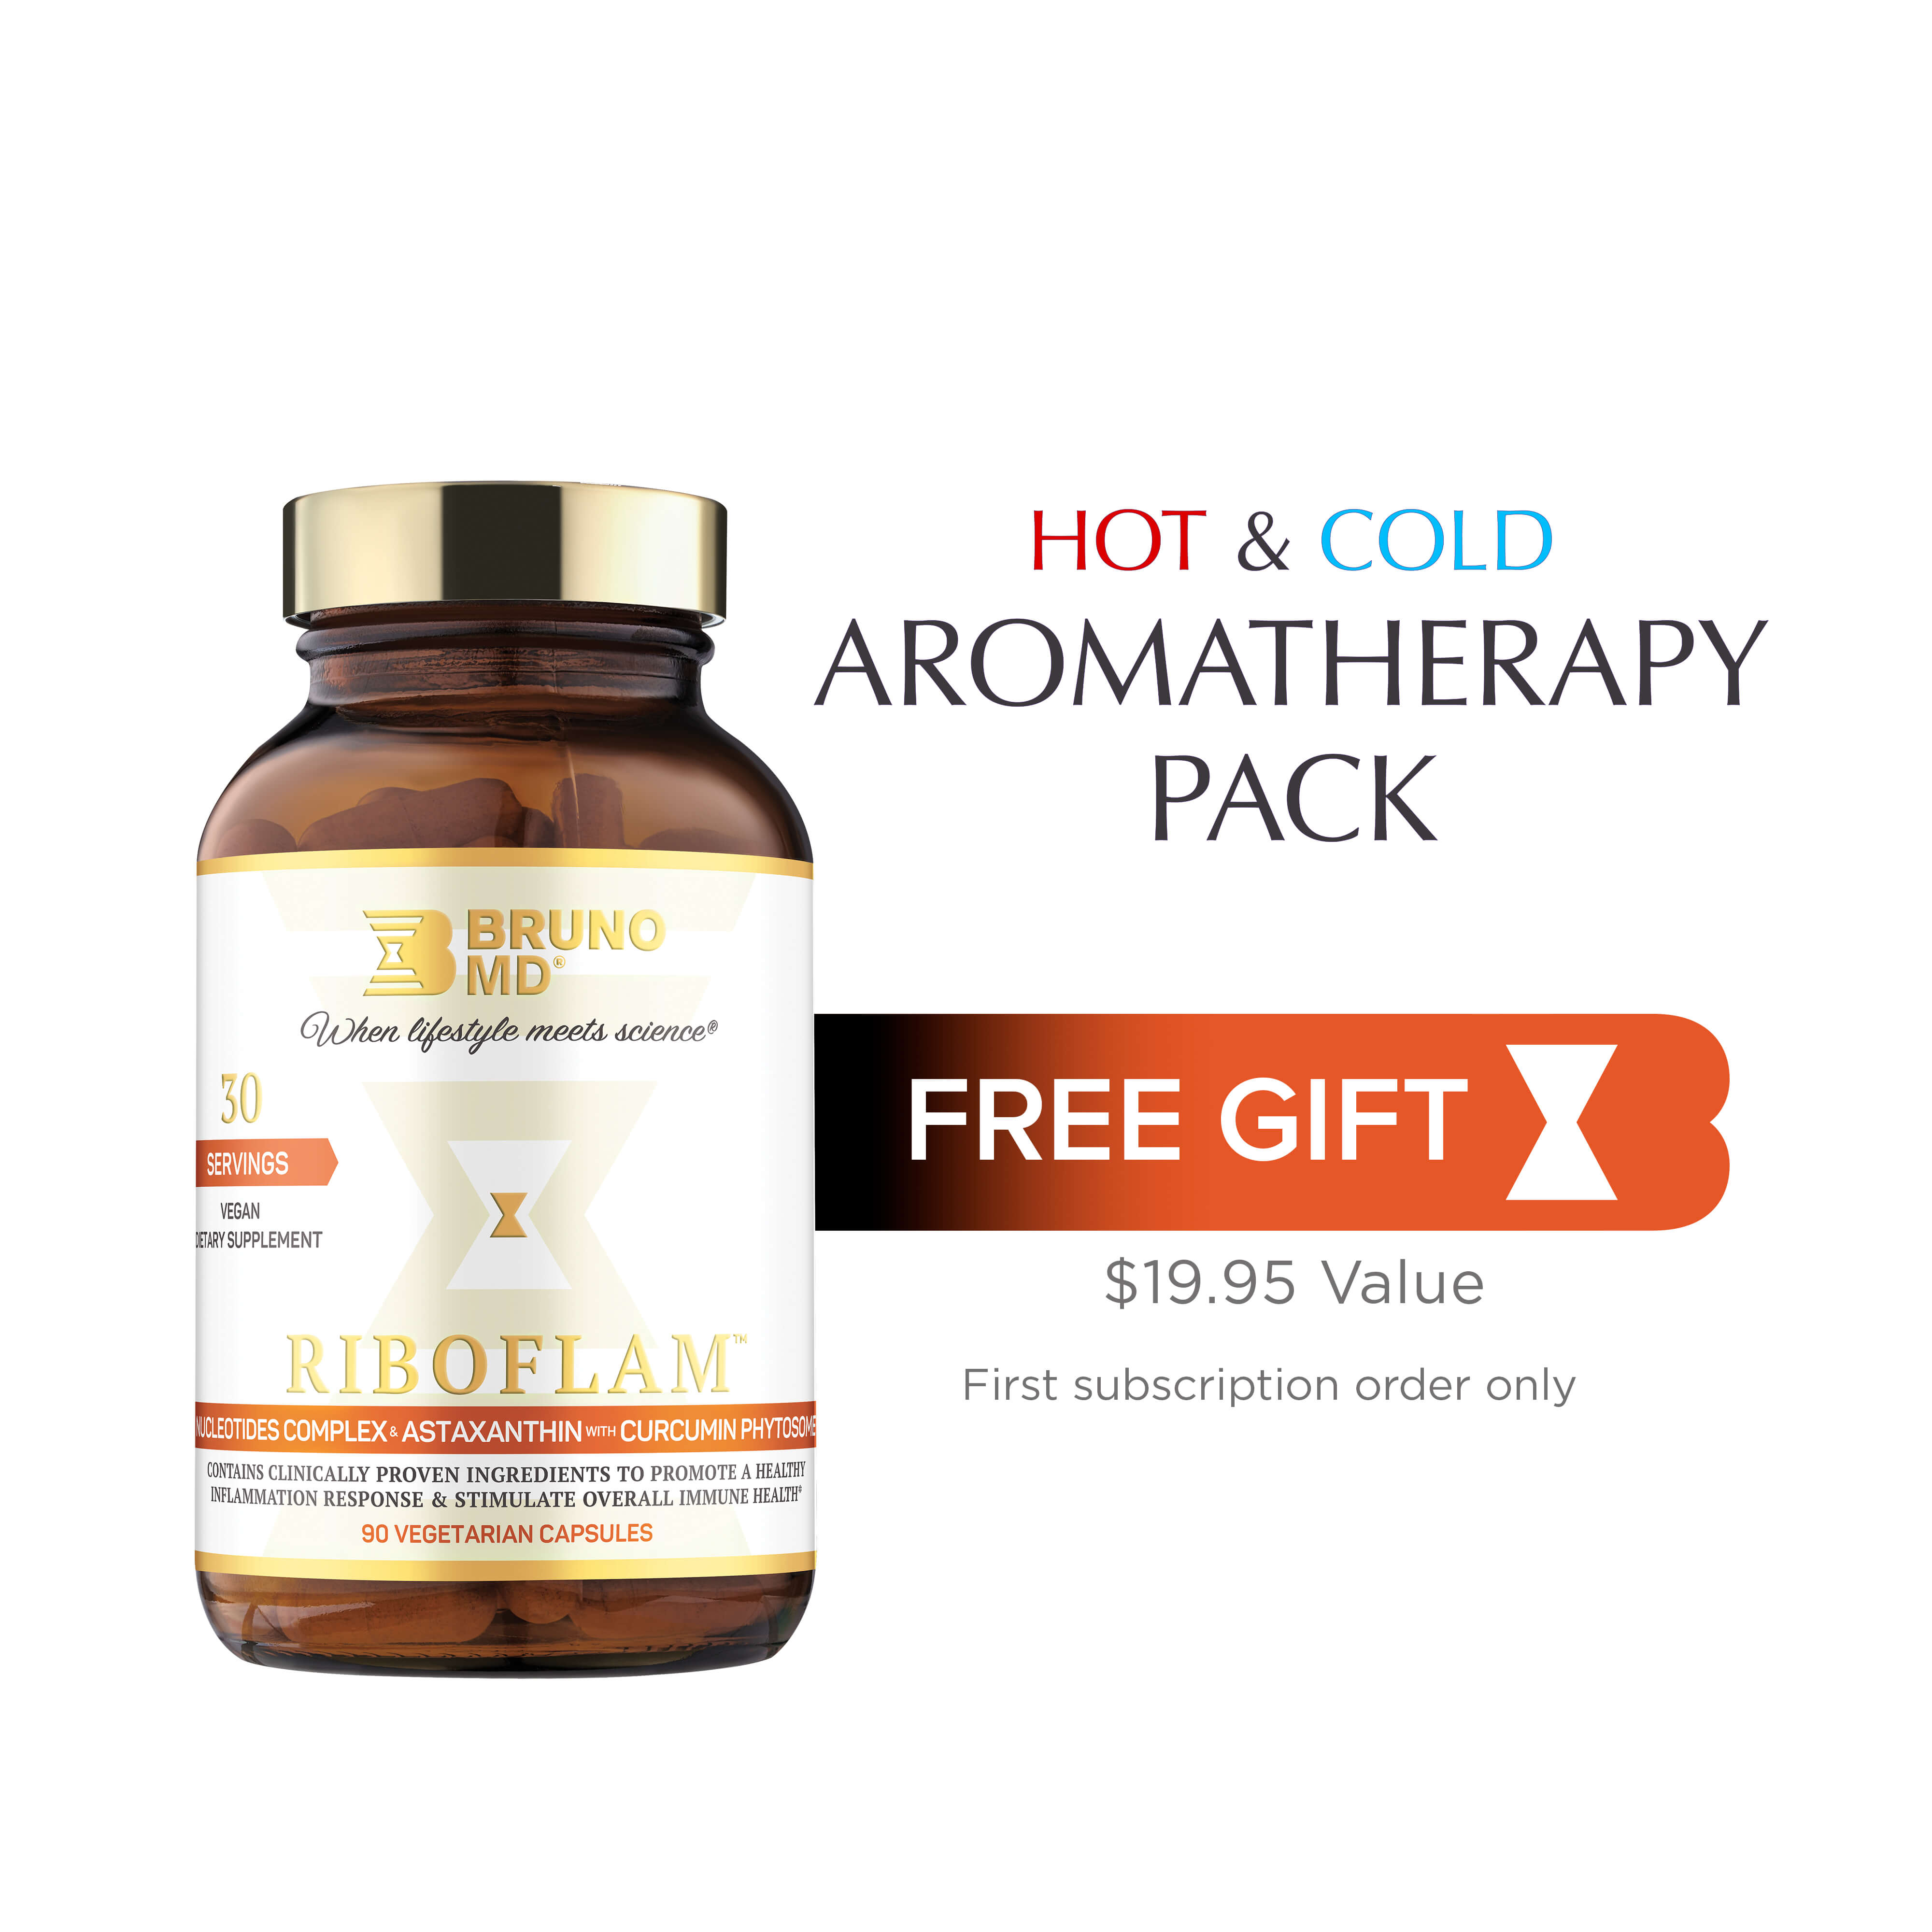 HOT & COLD
AROMATHERAPY
PACK
BRUNO
MD®
When lifestyle meets science®
30
SERVINGS
VEGAN
DIETARY SUPPLEMENT
RIBOFLAM™
NUCLEOTIDES COMPLEX & ASTAXANTHIN WITH CURCUMIN PHYTOSOME
CONTAINS CLINICALLY PROVEN INGREDIENTS TO PROMOTE A HEALTHY
INFLAMMATION RESPONSE & STIMULATE OVERALL IMMUNE HEALTH*
90 VEGETARIAN CAPSULES
FREE GIFT
$19.95 Value
First subscription order only